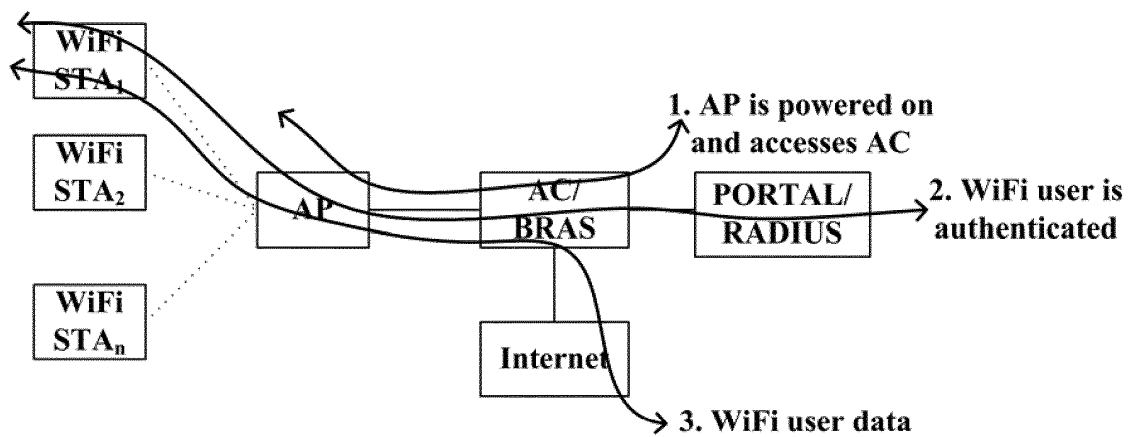 WiFi
STA1
WiFi
STA2
WiFi
STAn
AP
AC/
BRAS
PORTAL/
RADIUS
Internet
1. AP is powered on
and accesses AC
2. WiFi user is
authenticated
3. WiFi user data